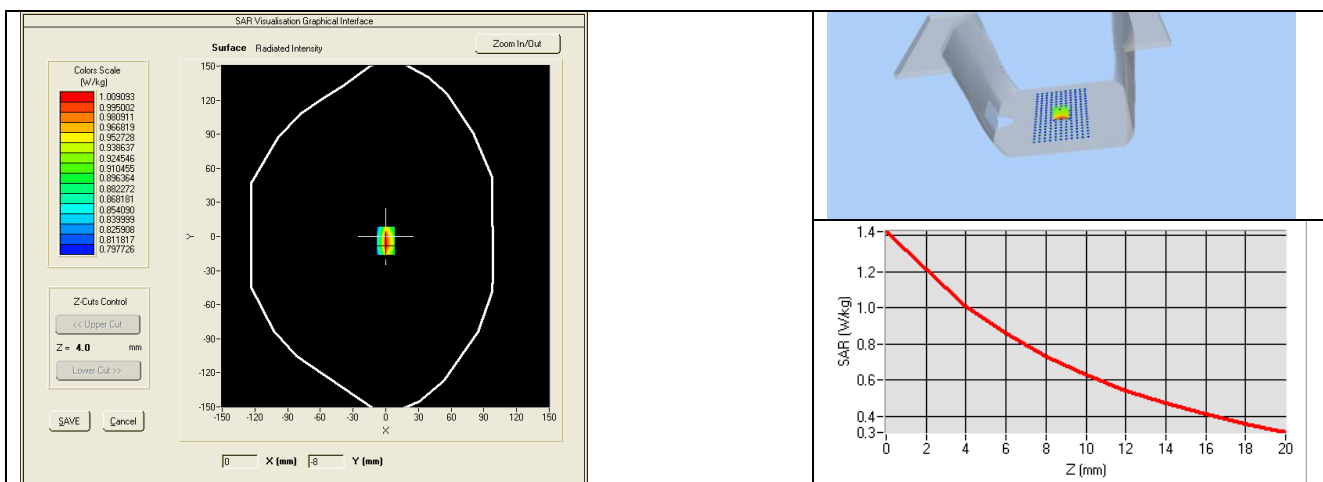 SAR Visualisation Graphical Interface
Surface Radiated Intensity
Zoom In/Out
Colors Scale
(W/kg)
1.009093
0.995002
0.980911
0.966819
0.952728
0.938637
0.924546
0.910455
0.896364
0.882272
0.868181
0.854090
0.839999
0.825908
0.811817
0.797726
Z-Cuts Control
<< Upper Cut
Z = 4.0 mm
Lower Cut >>
SAVE Cancel
150-
120-
90-
60-
30-
0-
-30-
-60-
-90-
-120-
-150-
Y
-150 -120 -90 -60 -30 0 30 60 90 120 150
X
0 X (mm) -8 Y (mm)
1.4-
1.2-
1.0-
0.8-
0.6-
0.4-
0.3-
SAR (W/kg)
0 2 4 6 8 10 12 14 16 18 20
Z (mm)